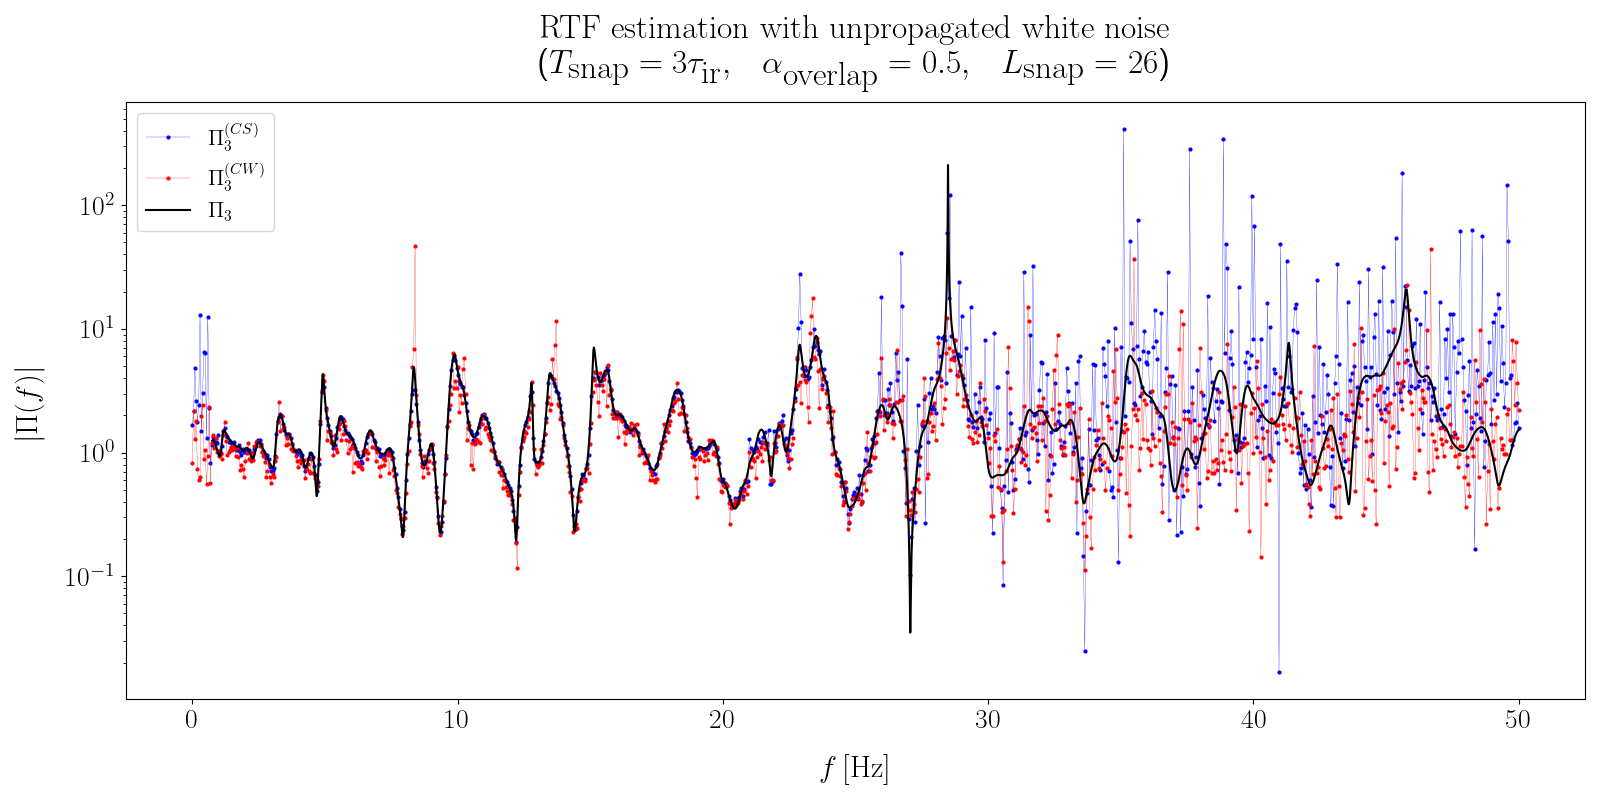 RTF estimation with unpropagated white noise
(T_snap = 3τ_ir, α_overlap = 0.5, L_snap = 26)
Π_3^(CS)
Π_3^(CW)
Π_3
|Π(f)|
10^2
10^1
10^0
10^−1
0 10 20 30 40 50
f [Hz]